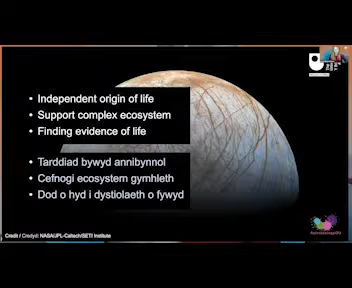 • Independent origin of life
• Support complex ecosystem
• Finding evidence of life
• Tarddiad bywyd annibynnol
• Cefnogi ecosystem gymhleth
• Dod o hyd i dystiolaeth o fywyd
Credit / Credyd: NASA/JPL-Caltech/SETI Institute